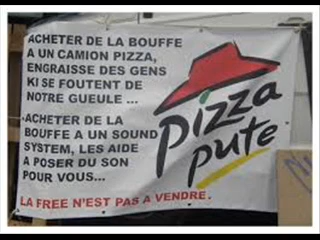 ACHETER DE LA BOUFFE
A UN CAMION PIZZA,
ENGRAISSE DES GENS
KI SE FOUTENT DE
NOTRE GUEULE ...
-ACHETER DE LA
BOUFFE A UN SOUND
SYSTEM, LES AIDE
A POSER DU SON
POUR VOUS...
pizza
pute
LA FREE N'EST PAS A VENDRE.